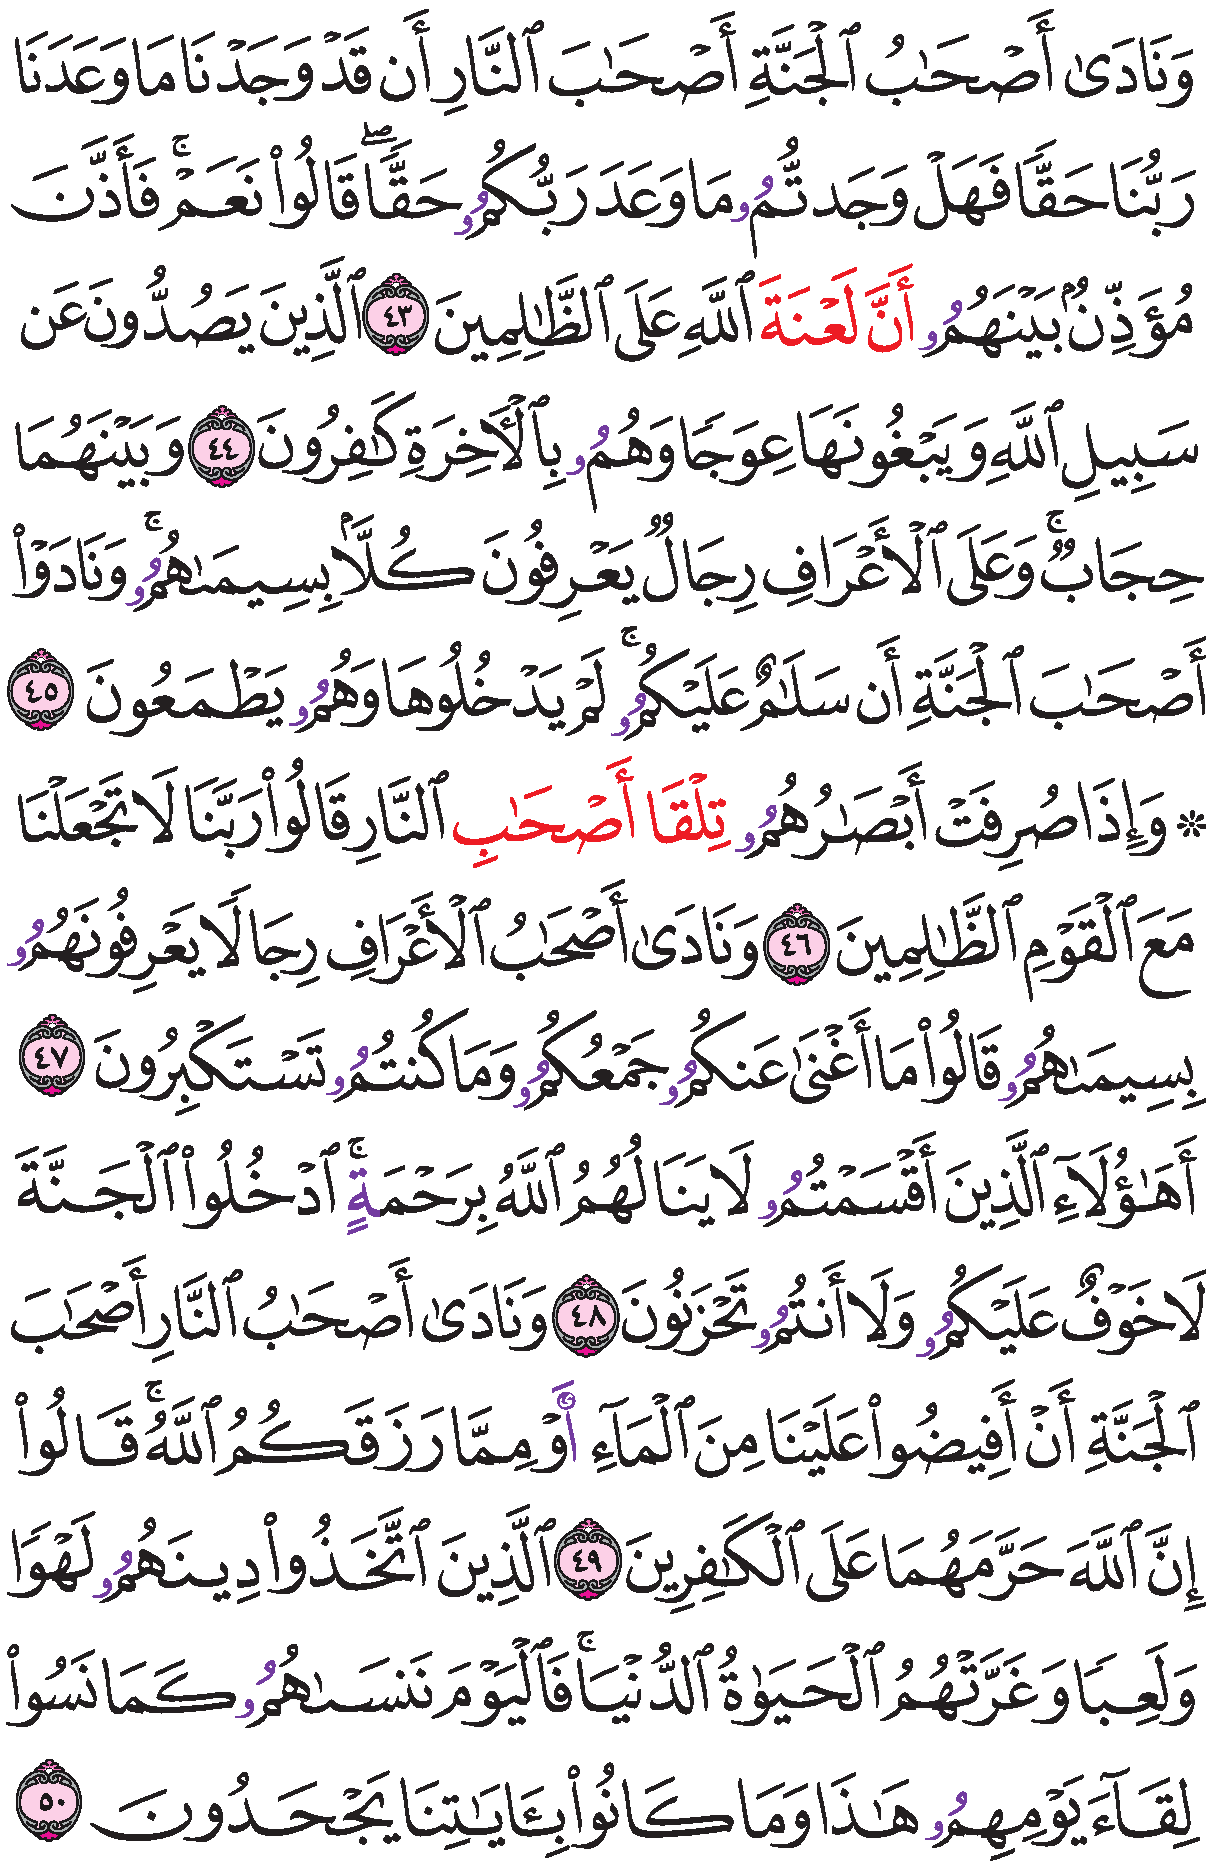 وَنَادَىٰ أَصْحَٰبُ ٱلْجَنَّةِ أَصْحَٰبَ ٱلنَّارِ أَن قَدْ وَجَدْنَا مَا وَعَدَنَا
رَبُّنَا حَقًّا فَهَلْ وَجَدتُّمُۥ مَا وَعَدَ رَبُّكُمُۥ حَقًّاۖ قَالُوا۟ نَعَمْۚ فَأَذَّنَ
مُؤَذِّنُۢ بَيْنَهُمُۥ أَنَّ لَعْنَةَ ٱللَّهِ عَلَى ٱلظَّٰلِمِينَ ٤٣ ٱلَّذِينَ يَصُدُّونَ عَن
سَبِيلِ ٱللَّهِ وَيَبْغُونَهَا عِوَجًا وَهُمُۥ بِٱلْأَخِرَةِ كَٰفِرُونَ ٤٤ وَبَيْنَهُمَا
حِجَابٌۚ وَعَلَى ٱلْأَعْرَافِ رِجَالٌ يَعْرِفُونَ كُلًّۢا بِسِيمَىٰهُمُۥۚ وَنَادَوْا۟
أَصْحَٰبَ ٱلْجَنَّةِ أَن سَلَٰمٌ عَلَيْكُمُۥۚ لَمْ يَدْخُلُوهَا وَهُمُۥ يَطْمَعُونَ ٤٥
۞ وَإِذَا صُرِفَتْ أَبْصَٰرُهُمُۥ تِلْقَا أَصْحَٰبِ ٱلنَّارِ قَالُوا۟ رَبَّنَا لَا تَجْعَلْنَا
مَعَ ٱلْقَوْمِ ٱلظَّٰلِمِينَ ٤٦ وَنَادَىٰ أَصْحَٰبُ ٱلْأَعْرَافِ رِجَالًا يَعْرِفُونَهُمُۥ
بِسِيمَىٰهُمُۥ قَالُوا۟ مَا أَغْنَىٰ عَنكُمُۥ جَمْعُكُمُۥ وَمَا كُنتُمُۥ تَسْتَكْبِرُونَ ٤٧
أَهَٰؤُلَآءِ ٱلَّذِينَ أَقْسَمْتُمُۥ لَا يَنَالُهُمُ ٱللَّهُ بِرَحْمَةٍۚ ٱدْخُلُوا۟ ٱلْجَنَّةَ
لَا خَوْفٌ عَلَيْكُمُۥ وَلَا أَنتُمُۥ تَحْزَنُونَ ٤٨ وَنَادَىٰ أَصْحَٰبُ ٱلنَّارِ أَصْحَٰبَ
ٱلْجَنَّةِ أَنْ أَفِيضُوا۟ عَلَيْنَا مِنَ ٱلْمَآءِ أَوْ مِمَّا رَزَقَكُمُ ٱللَّهُۚ قَالُوا۟
إِنَّ ٱللَّهَ حَرَّمَهُمَا عَلَى ٱلْكَٰفِرِينَ ٤٩ ٱلَّذِينَ ٱتَّخَذُوا۟ دِينَهُمُۥ لَهْوًا
وَلَعِبًا وَغَرَّتْهُمُ ٱلْحَيَوٰةُ ٱلدُّنْيَاۚ فَٱلْيَوْمَ نَنسَىٰهُمُۥ كَمَا نَسُوا۟
لِقَآءَ يَوْمِهِمُۥ هَٰذَا وَمَا كَانُوا۟ بِـَٔايَٰتِنَا يَجْحَدُونَ ٥٠